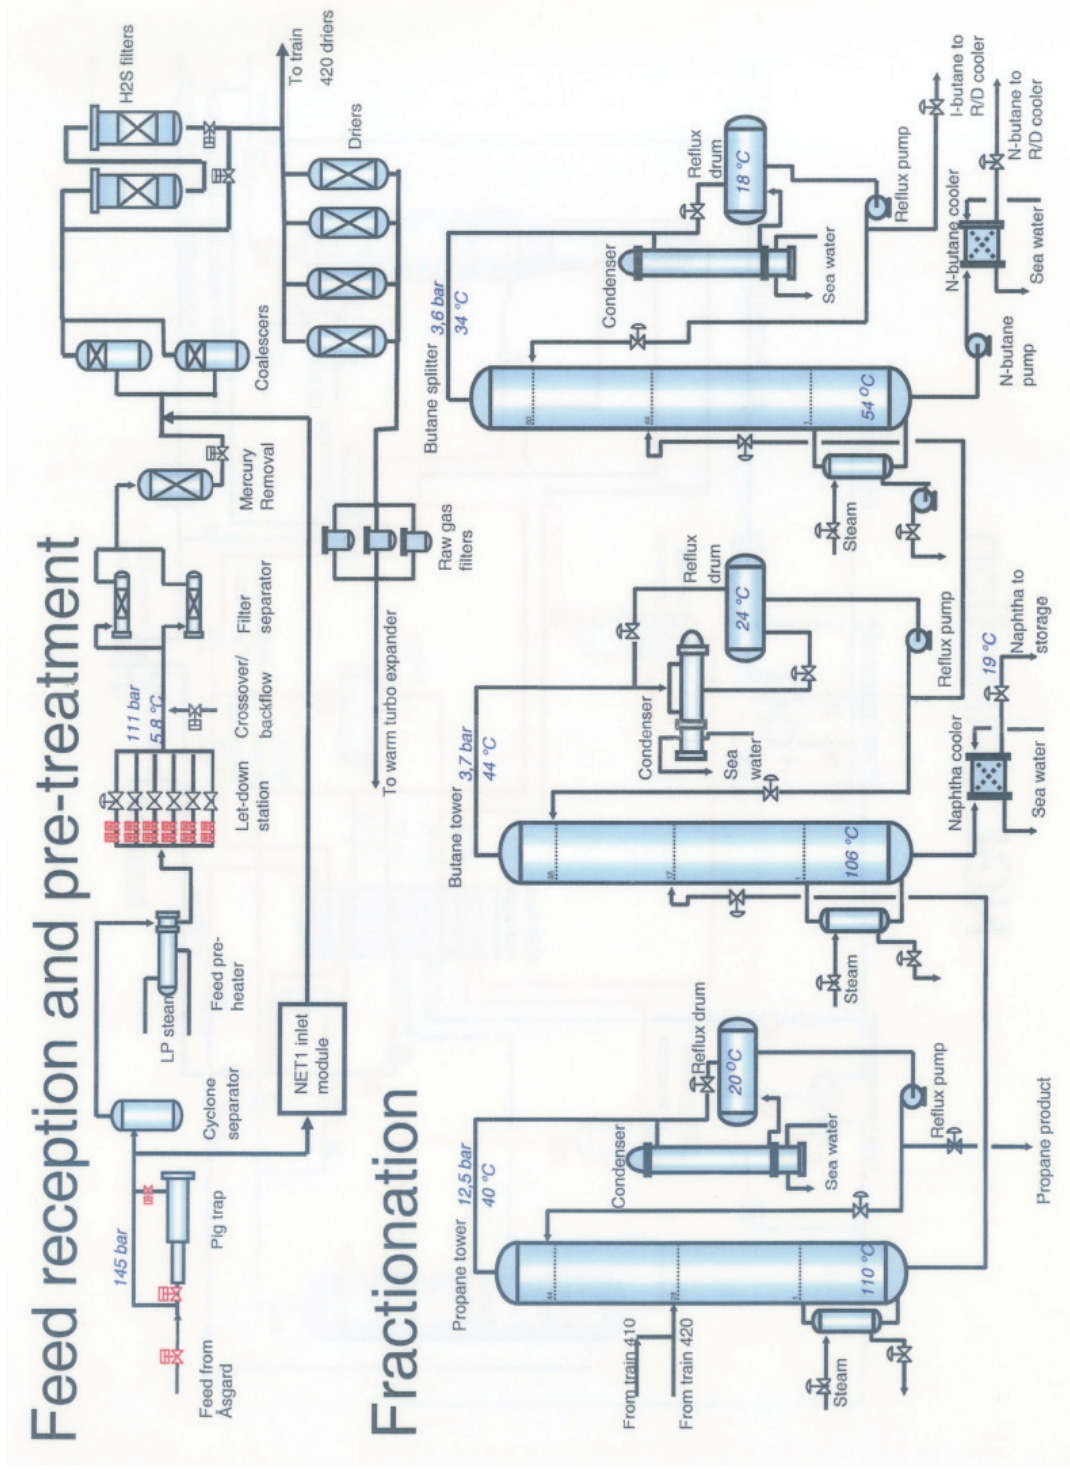 Feed reception and pre-treatment
145 bar
Feed from
Åsgard
Pig trap
Cyclone
separator
LP steam
Feed pre-
heater
NET1 inlet
module
Let-down
station
111 bar
5,8 °C
Crossover/
backflow
Filter
separator
Mercury
Removal
Coalescers
H2S filters
To train
420 driers
Driers
Raw gas
filters
To warm turbo expander
Fractionation
From train 410
From train 420
Propane tower
12,5 bar
40 °C
110 °C
Steam
Condenser
Sea water
Reflux drum
20 °C
Reflux pump
Propane product
Butane tower
3,7 bar
44 °C
17
1
106 °C
Steam
Condenser
Sea
water
Reflux
drum
24 °C
Reflux pump
Naphtha cooler
Sea water
19 °C
Naphtha to
storage
Butane splitter
3,6 bar
34 °C
44
1
54 °C
Steam
Condenser
Sea water
Reflux
drum
18 °C
Reflux pump
N-butane
pump
N-butane cooler
Sea water
I-butane to
R/D cooler
N-butane to
R/D cooler